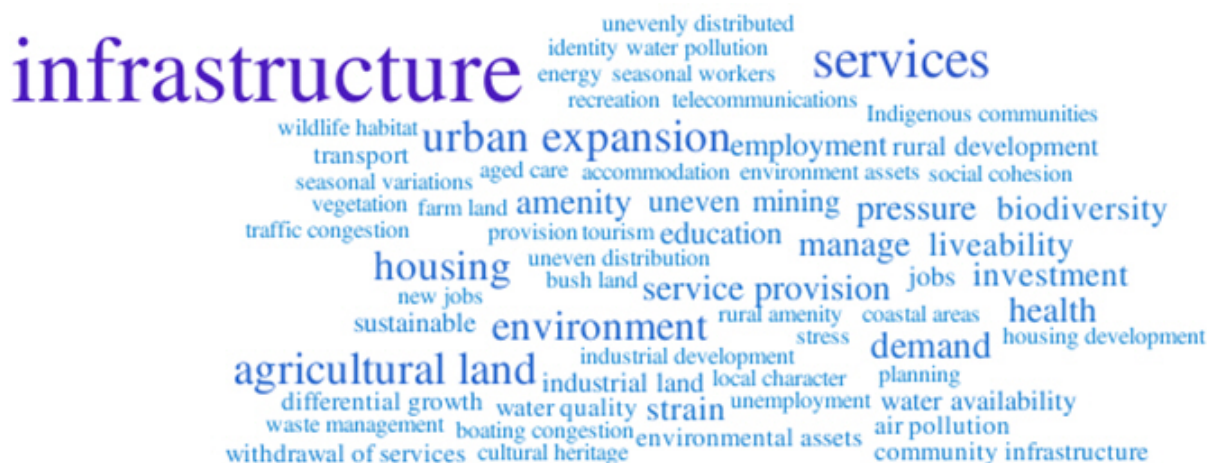 unevenly distributed
infrastructure identity water pollution services
energy seasonal workers
recreation telecommunications
Indigenous communities
wildlife habitat urban expansion employment rural development
transport
seasonal variations aged care accommodation environment assets social cohesion
vegetation farm land amenity uneven mining pressure biodiversity
traffic congestion provision tourism education manage liveability
housing uneven distribution
new jobs bush land service provision jobs investment
sustainable environment rural amenity coastal areas health
stress demand housing development
agricultural land industrial development
industrial land local character planning
differential growth water quality strain unemployment water availability
waste management boating congestion environmental assets air pollution
withdrawal of services cultural heritage community infrastructure